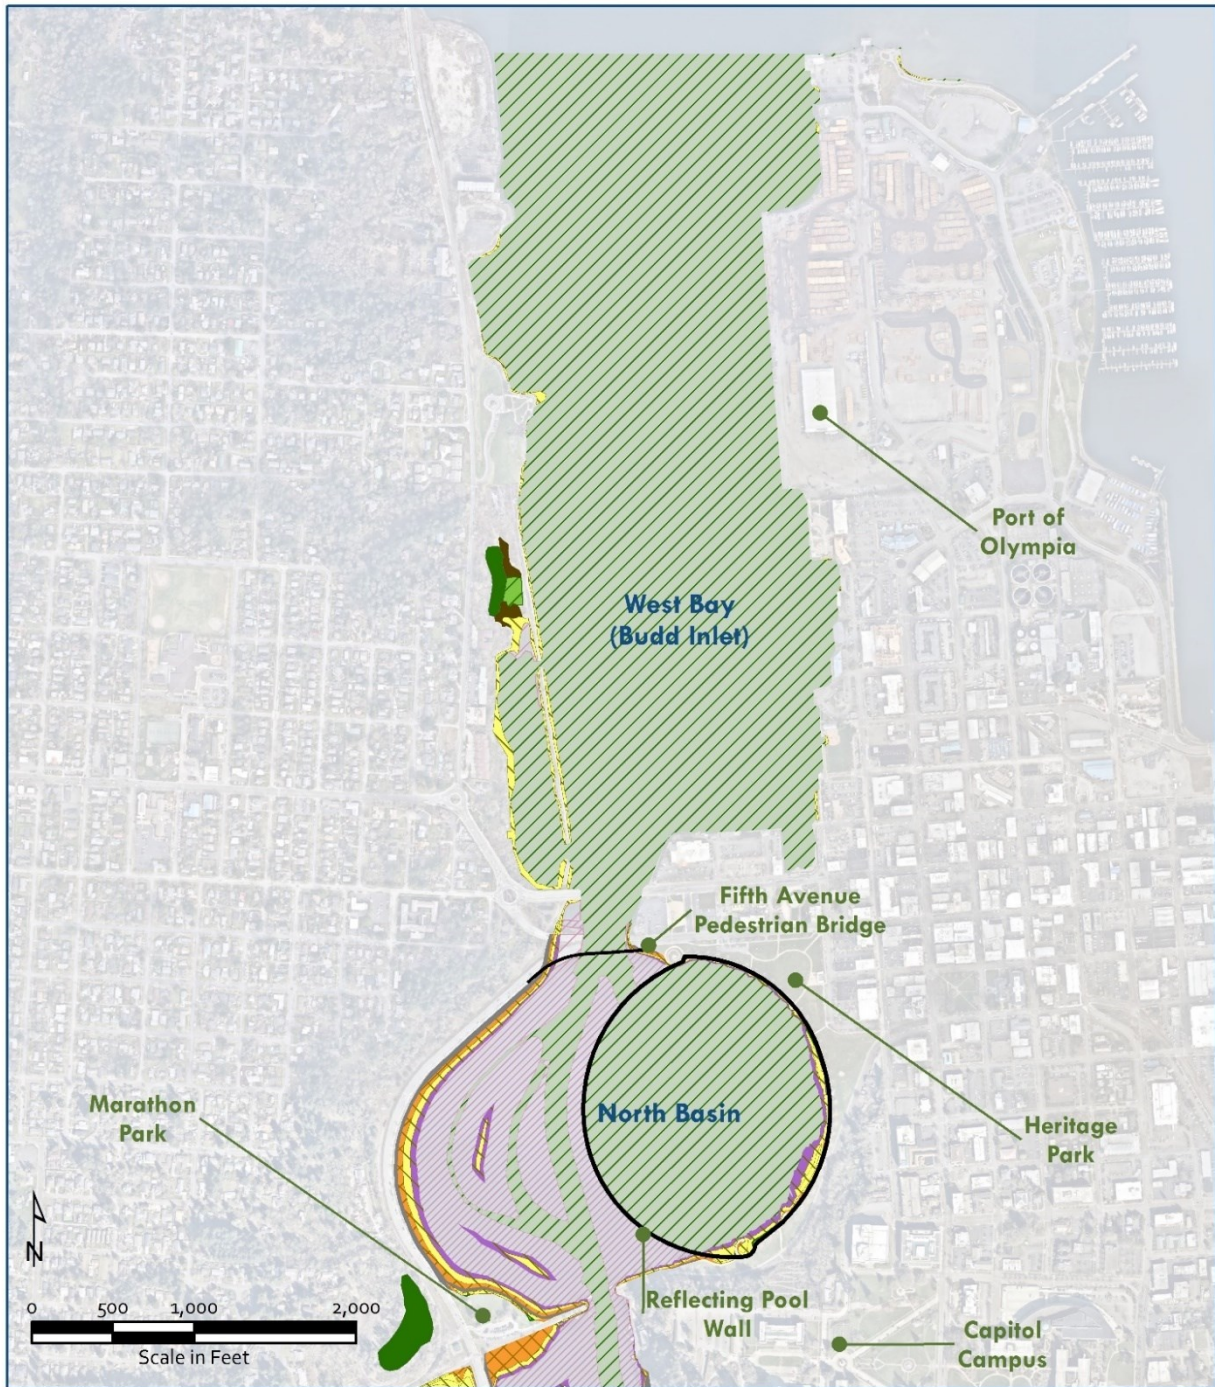 Port of
Olympia
West Bay
(Budd Inlet)
Fifth Avenue
Pedestrian Bridge
Marathon
Park
North Basin
Heritage
Park
N
0 500 1,000 2,000
Scale in Feet
Reflecting Pool
Wall
Capitol
Campus